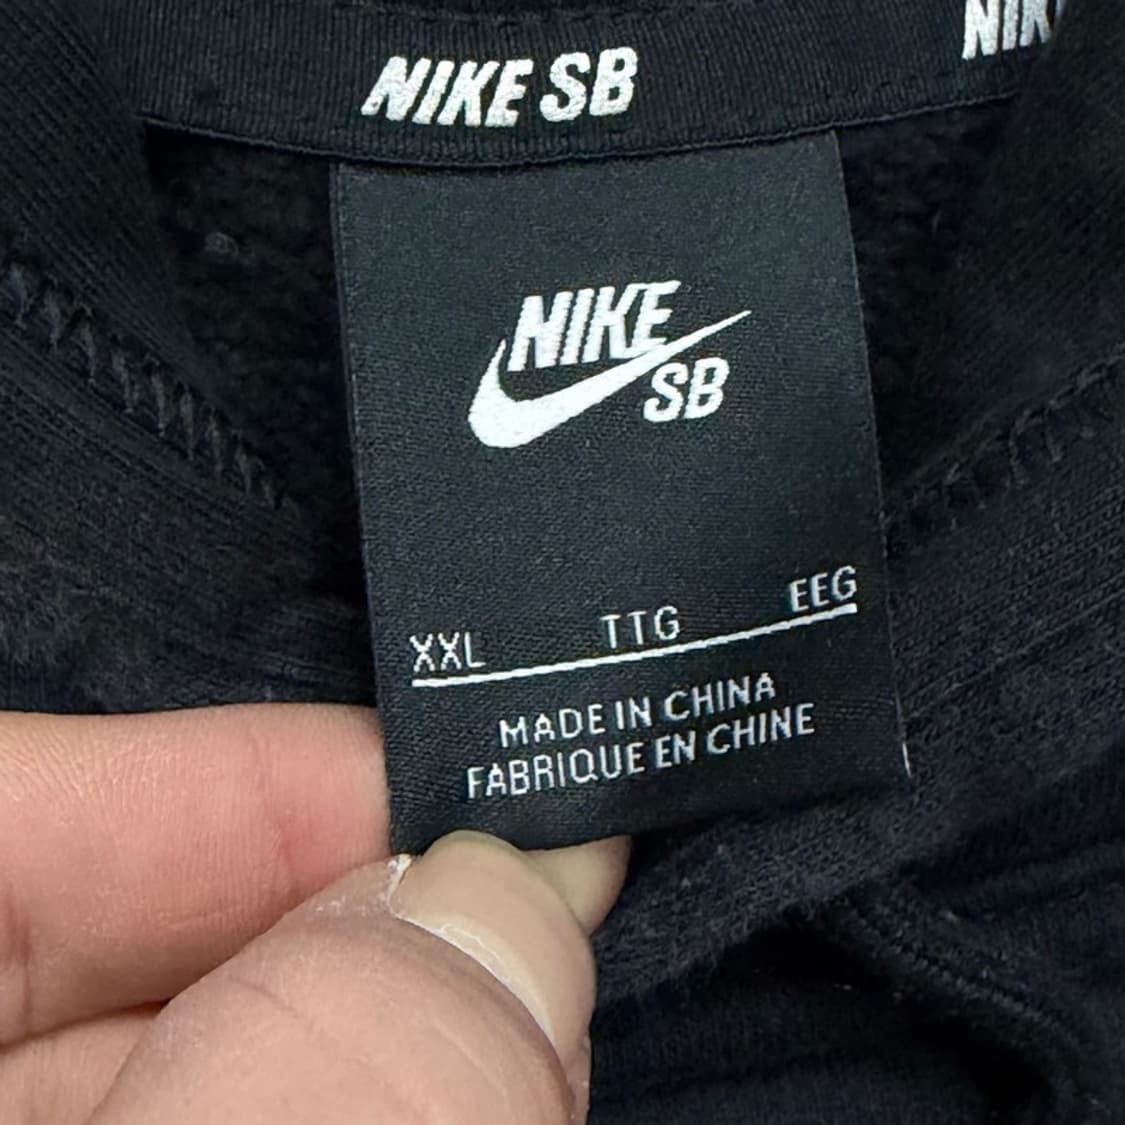 NIKE SB
NIKE
SB
XXL TTG EEG
MADE IN CHINA
FABRIQUE EN CHINE